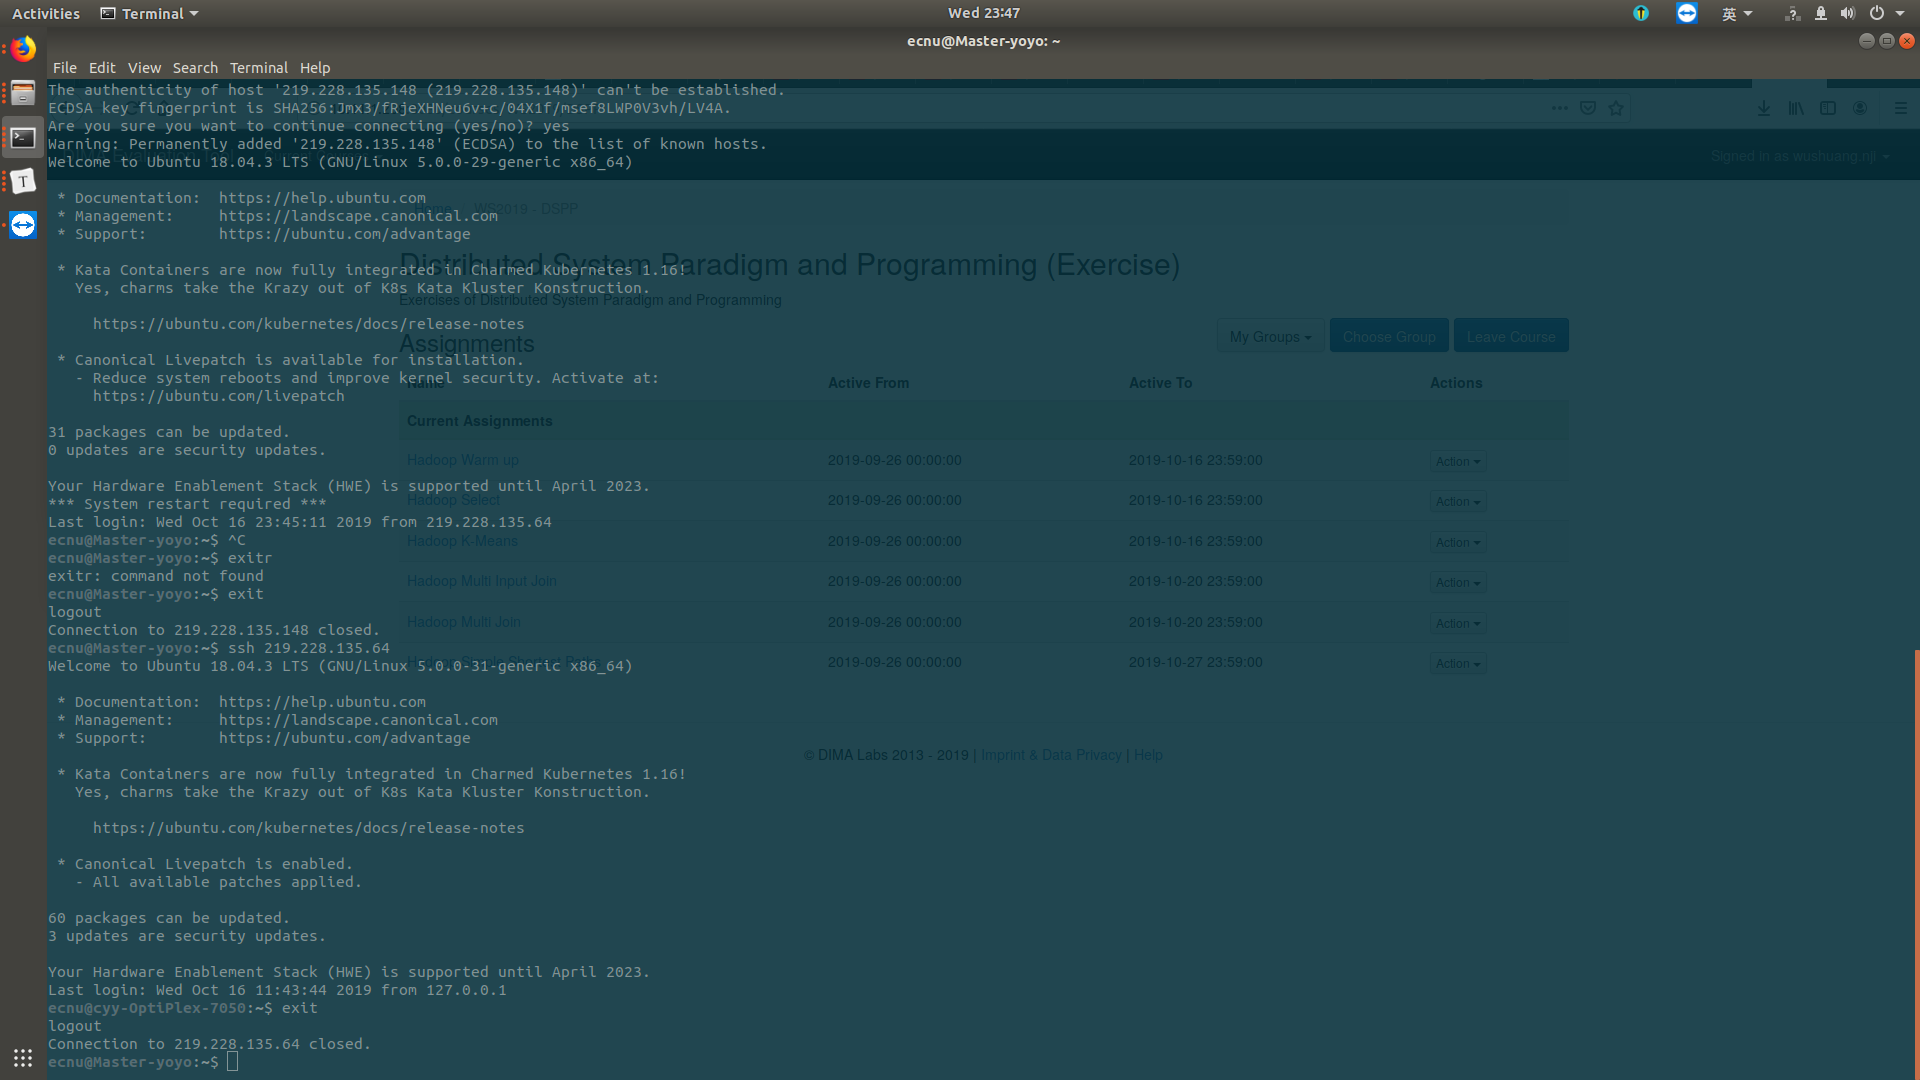 Activities
Terminal
Wed 23:47
英
ecnu@Master-yoyo: ~
File Edit View Search Terminal Help
The authenticity of host '219.228.135.148 (219.228.135.148)' can't be established.
ECDSA key fingerprint is SHA256:Jmx3/fRjeXHNeu6v+c/04X1f/msef8LWP0V3vh/LV4A.
Are you sure you want to continue connecting (yes/no)? yes
Warning: Permanently added '219.228.135.148' (ECDSA) to the list of known hosts.
Welcome to Ubuntu 18.04.3 LTS (GNU/Linux 5.0.0-29-generic x86_64)
Signed in as wushuang.njl
* Documentation:  https://help.ubuntu.com
Home WS2019 - DSPP
* Management:     https://landscape.canonical.com
* Support:        https://ubuntu.com/advantage
Distributed System Paradigm and Programming (Exercise)
* Kata Containers are now fully integrated in Charmed Kubernetes 1.16!
Yes, charms take the Krazy out of K8s Kata Kluster Konstruction.
Exercises of Distributed System Paradigm and Programming
https://ubuntu.com/kubernetes/docs/release-notes
Assignments
My Groups
Choose Group
Leave Course
* Canonical Livepatch is available for installation.
- Reduce system reboots and improve kernel security. Activate at:
https://ubuntu.com/livepatch
Name Active From Active To Actions
Current Assignments
31 packages can be updated.
0 updates are security updates.
Hadoop Warm up 2019-09-26 00:00:00 2019-10-16 23:59:00 Action
Your Hardware Enablement Stack (HWE) is supported until April 2023.
*** System restart required ***
Hadoop Select 2019-09-26 00:00:00 2019-10-16 23:59:00 Action
Last login: Wed Oct 16 23:45:11 2019 from 219.228.135.64
ecnu@Master-yoyo:~$ ^C
Hadoop K-Means 2019-09-26 00:00:00 2019-10-16 23:59:00 Action
ecnu@Master-yoyo:~$ exitr
exitr: command not found
Hadoop Multi Input Join 2019-09-26 00:00:00 2019-10-20 23:59:00 Action
ecnu@Master-yoyo:~$ exit
logout
Hadoop Multi Join 2019-09-26 00:00:00 2019-10-20 23:59:00 Action
Connection to 219.228.135.148 closed.
ecnu@Master-yoyo:~$ ssh 219.228.135.64
Welcome to Ubuntu 18.04.3 LTS (GNU/Linux 5.0.0-31-generic x86_64)
2019-09-26 00:00:00 2019-10-27 23:59:00 Action
* Documentation:  https://help.ubuntu.com
* Management:     https://landscape.canonical.com
* Support:        https://ubuntu.com/advantage
© DIMA Labs 2013 - 2019 | Imprint & Data Privacy | Help
* Kata Containers are now fully integrated in Charmed Kubernetes 1.16!
Yes, charms take the Krazy out of K8s Kata Kluster Konstruction.
https://ubuntu.com/kubernetes/docs/release-notes
* Canonical Livepatch is enabled.
- All available patches applied.
60 packages can be updated.
3 updates are security updates.
Your Hardware Enablement Stack (HWE) is supported until April 2023.
Last login: Wed Oct 16 11:43:44 2019 from 127.0.0.1
ecnu@cyy-OptiPlex-7050:~$ exit
logout
Connection to 219.228.135.64 closed.
ecnu@Master-yoyo:~$